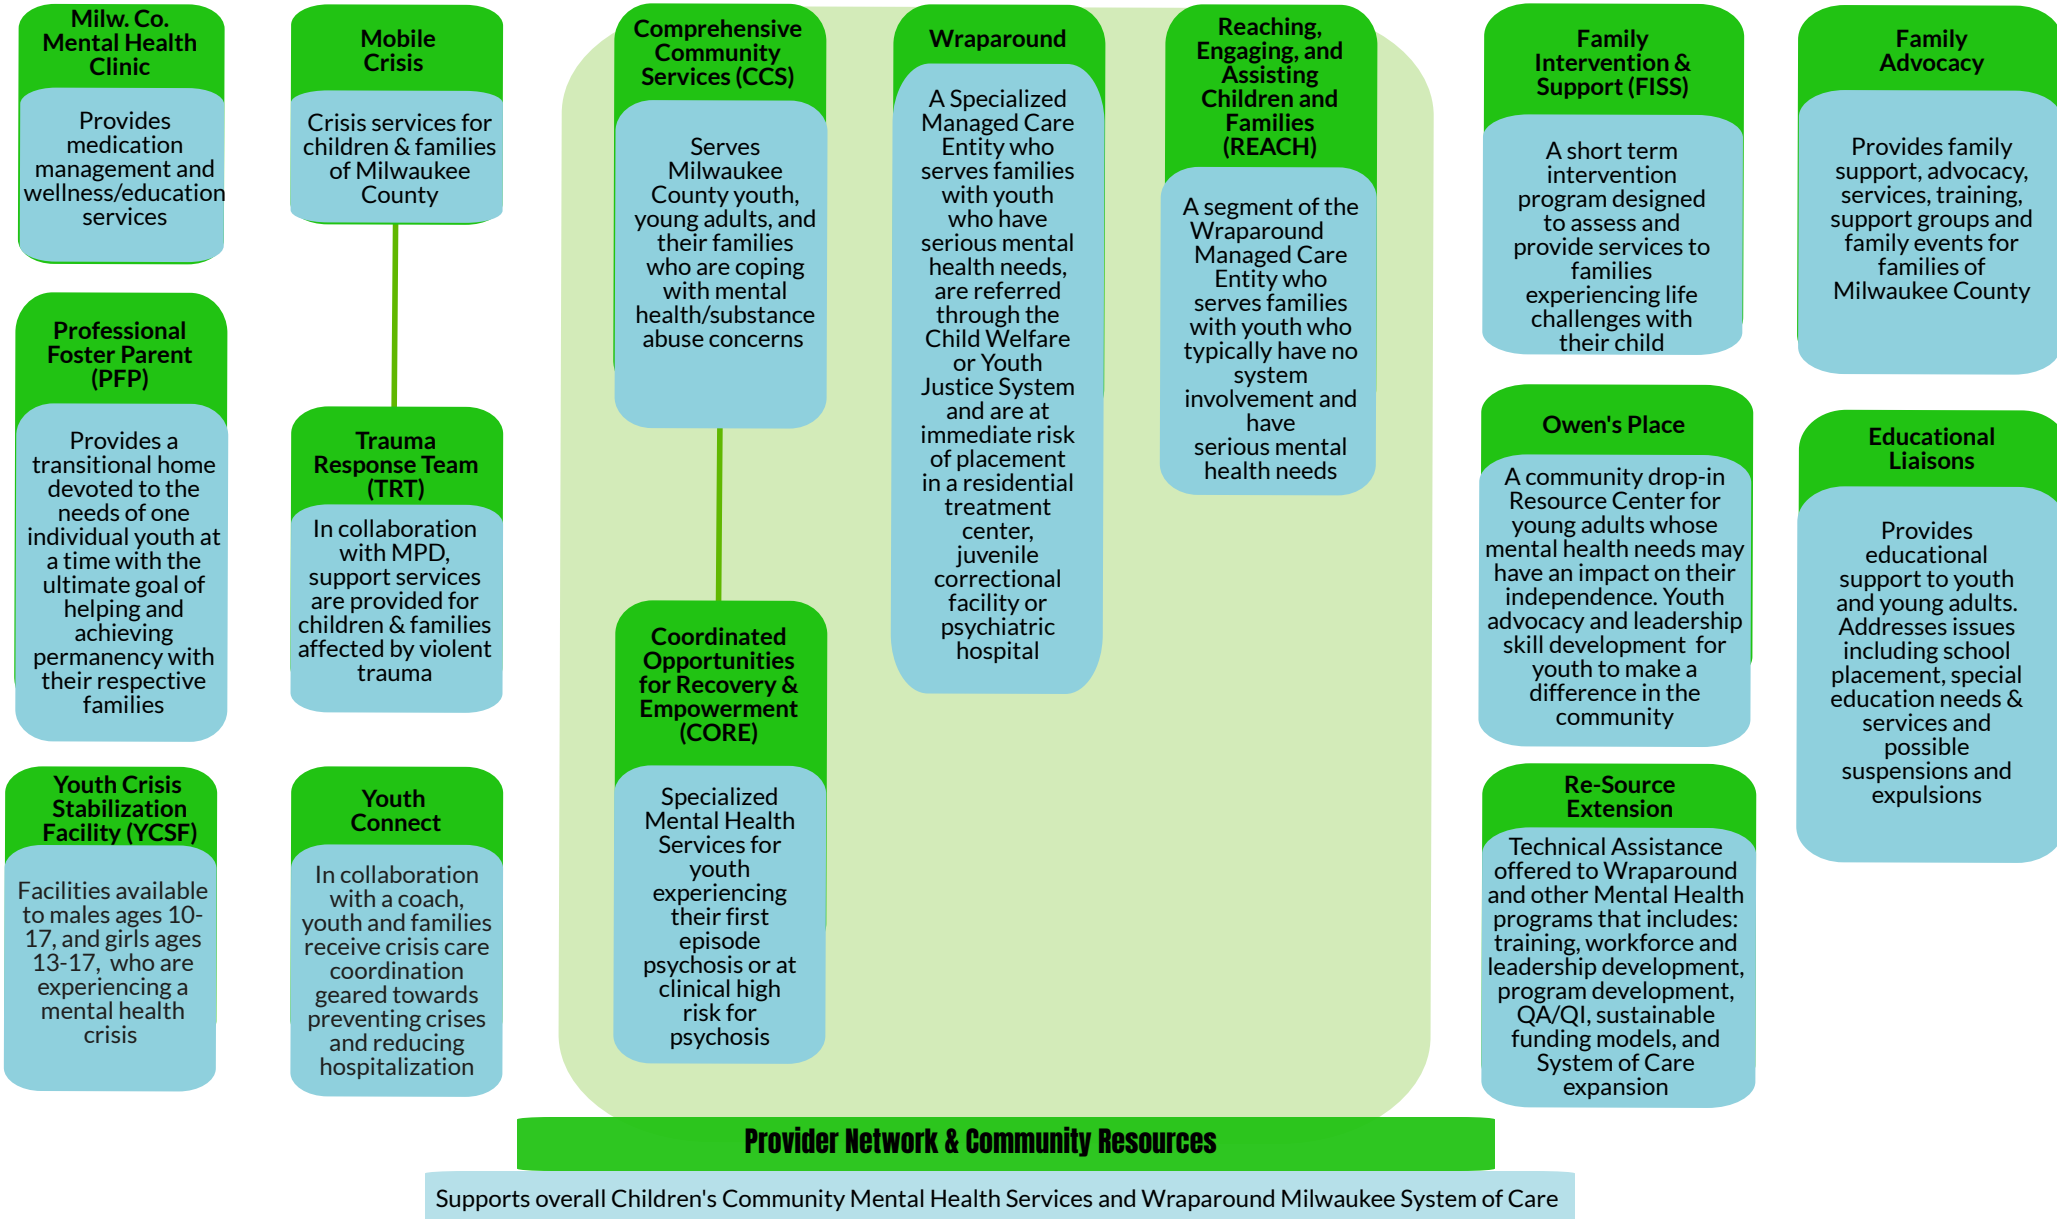 Milw. Co.
Mental Health
Clinic
Provides
medication
management and
wellness/education
services
Professional
Foster Parent
(PFP)
Provides a
transitional home
devoted to the
needs of one
individual youth at
a time with the
ultimate goal of
helping and
achieving
permanency with
their respective
families
Youth Crisis
Stabilization
Facility (YCSF)
Facilities available
to males ages 10-
17, and girls ages
13-17, who are
experiencing a
mental health
crisis
Mobile
Crisis
Crisis services for
children & families
of Milwaukee
County
Trauma
Response Team
(TRT)
In collaboration
with MPD,
support services
are provided for
children & families
affected by violent
trauma
Youth
Connect
In collaboration
with a coach,
youth and families
receive crisis care
coordination
geared towards
preventing crises
and reducing
hospitalization
Comprehensive
Community
Services (CCS)
Serves
Milwaukee
County youth,
young adults, and
their families
who are coping
with mental
health/substance
abuse concerns
Coordinated
Opportunities
for Recovery &
Empowerment
(CORE)
Specialized
Mental Health
Services for
youth
experiencing
their first
episode
psychosis or at
clinical high
risk for
psychosis
Wraparound
A Specialized
Managed Care
Entity who
serves families
with youth
who have
serious mental
health needs,
are referred
through the
Child Welfare
or Youth
Justice System
and are at
immediate risk
of placement
in a residential
treatment
center,
juvenile
correctional
facility or
psychiatric
hospital
Reaching,
Engaging, and
Assisting
Children and
Families
(REACH)
A segment of the
Wraparound
Managed Care
Entity who
serves families
with youth who
typically have no
system
involvement and
have
serious mental
health needs
Family
Intervention &
Support (FISS)
A short term
intervention
program designed
to assess and
provide services to
families
experiencing life
challenges with
their child
Owen's Place
A community drop-in
Resource Center for
young adults whose
mental health needs may
have an impact on their
independence. Youth
advocacy and leadership
skill development for
youth to make a
difference in the
community
Re-Source
Extension
Technical Assistance
offered to Wraparound
and other Mental Health
programs that includes:
training, workforce and
leadership development,
program development,
QA/QI, sustainable
funding models, and
System of Care
expansion
Family
Advocacy
Provides family
support, advocacy,
services, training,
support groups and
family events for
families of
Milwaukee County
Educational
Liaisons
Provides
educational
support to youth
and young adults.
Addresses issues
including school
placement, special
education needs &
services and
possible
suspensions and
expulsions
Provider Network & Community Resources
Supports overall Children's Community Mental Health Services and Wraparound Milwaukee System of Care